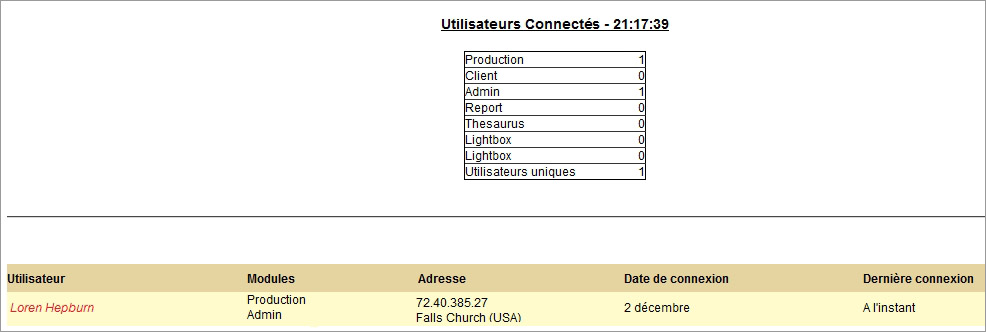 Utilisateurs Connectés - 21:17:39
Production 1
Client 0
Admin 1
Report 0
Thesaurus 0
Lightbox 0
Lightbox 0
Utilisateurs uniques 1
Utilisateur Modules Adresse Date de connexion Dernière connexion
Loren Hepburn Production 72.40.385.27 2 décembre A l'instant
Admin Falls Church (USA)